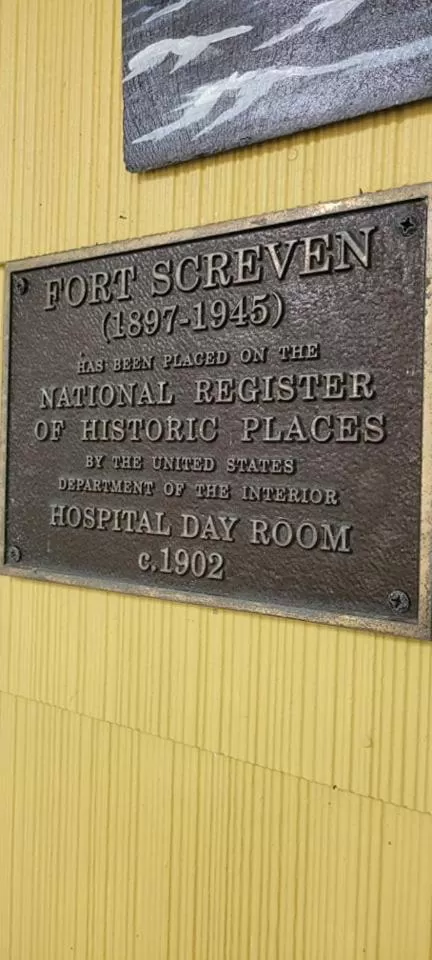 FORT SCREVEN
(1897-1945)
HAS BEEN PLACED ON THE
NATIONAL REGISTER
OF HISTORIC PLACES
BY THE UNITED STATES
DEPARTMENT OF THE INTERIOR
HOSPITAL DAY ROOM
c.1902